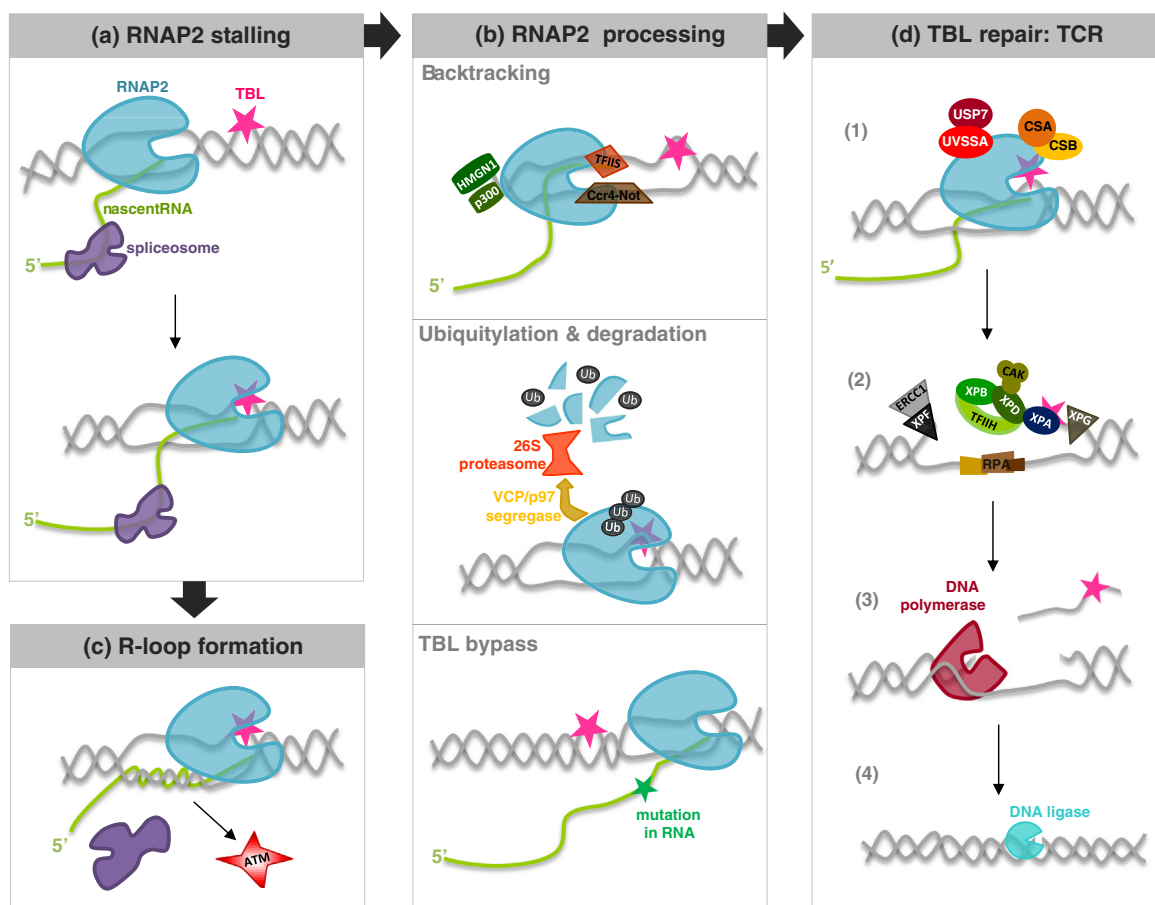 (a) RNAP2 stalling
RNAP2
TBL
nascentRNA
spliceosome
5'
5'
(c) R-loop formation
5'
ATM
(b) RNAP2 processing
Backtracking
HMGN1
p300
TFIIS
Ccr4-Not
5'
Ubiquitylation & degradation
Ub
Ub
Ub
26S
proteasome
VCP/p97
segregase
Ub
Ub
Ub
TBL bypass
mutation
in RNA
5'
(d) TBL repair: TCR
(1)
USP7
UVSSA
CSA
CSB
5'
(2)
ERCC1
XPF
CAK
XPB
XPD
TFIIH
XPA
XPG
RPA
(3)
DNA
polymerase
(4)
DNA ligase